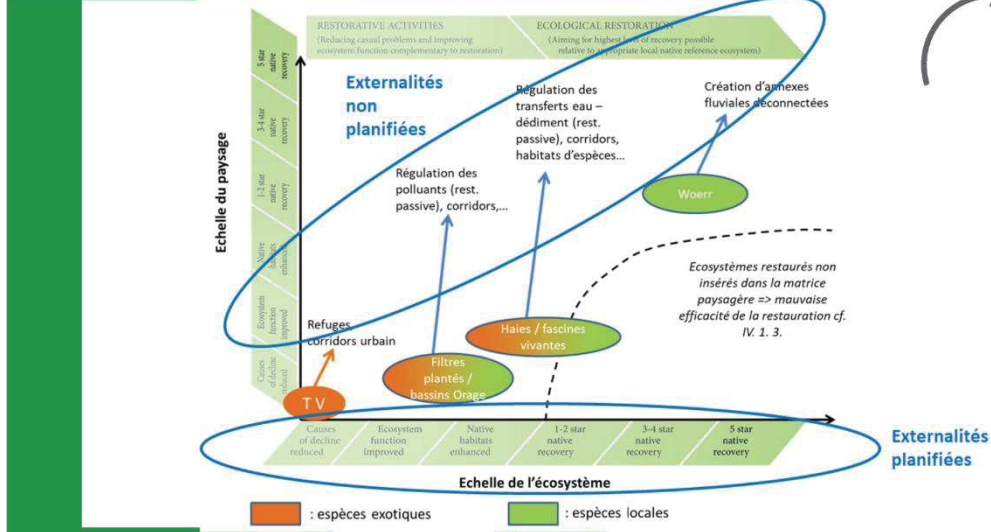 RESTORATIVE ACTIVITIES
(Reducing casual problems and improving
ecosystem function complementary to restoration)
ECOLOGICAL RESTORATION
(Aiming for highest level of recovery possible
relative to appropriate local native reference ecosystem)
Externalités
non
planifiées
Régulation des
transferts eau –
dédiment (rest.
passive), corridors,
habitats d'espèces...
Création d'annexes
fluviales déconnectées
Régulation des
polluants (rest.
passive), corridors,...
Woerr
Echelle du paysage
5 star
native
recovery
3-4 star
native
recovery
1-2 star
native
recovery
Native
habitats
enhanced
Ecosystem
function
improved
Causes
of decline
reduced
Ecosystèmes restaurés non
insérés dans la matrice
paysagère => mauvaise
efficacité de la restauration cf.
IV. 1. 3.
Refuges,
corridors urbain
Haies / fascines
vivantes
Filtres
plantés /
bassins Orage
T V
Causes
of decline
reduced
Ecosystem
function
improved
Native
habitats
enhanced
1-2 star
native
recovery
3-4 star
native
recovery
5 star
native
recovery
Externalités
planifiées
Echelle de l'écosystème
: espèces exotiques
: espèces locales